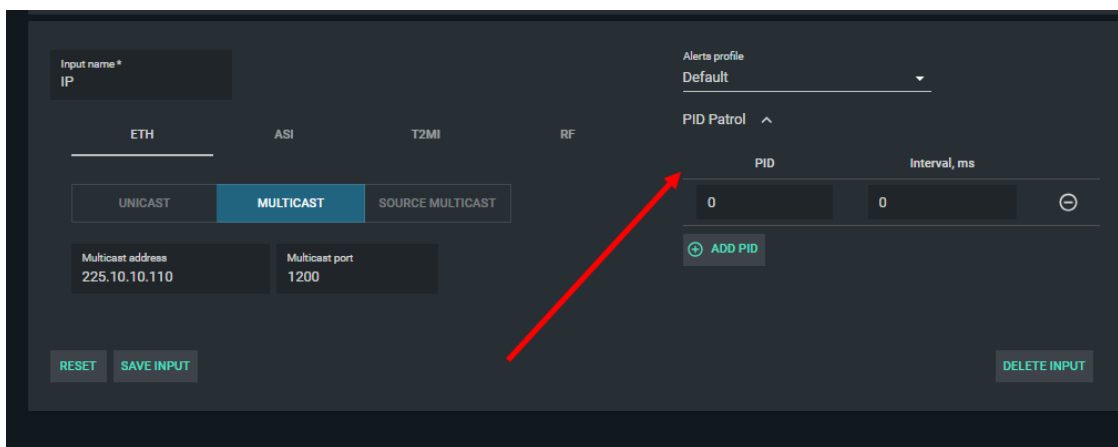 Input name*
IP
ETH
ASI
T2MI
RF
UNICAST
MULTICAST
SOURCE MULTICAST
Multicast address
225.10.10.110
Multicast port
1200
RESET
SAVE INPUT
Alerts profile
Default
PID Patrol
PID
Interval, ms
0
0
ADD PID
DELETE INPUT